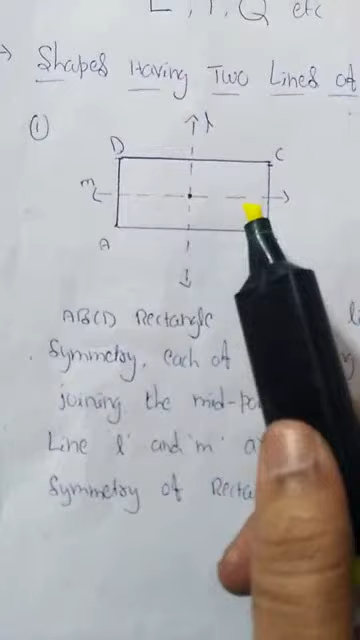 L, T, Q etc
→ Shapes Having Two Lines of
①
l
D
C
m
A
ABCD Rectangle
Symmetry, each of
joining the mid-po
Line l' and 'm'
Symmetry of Recta